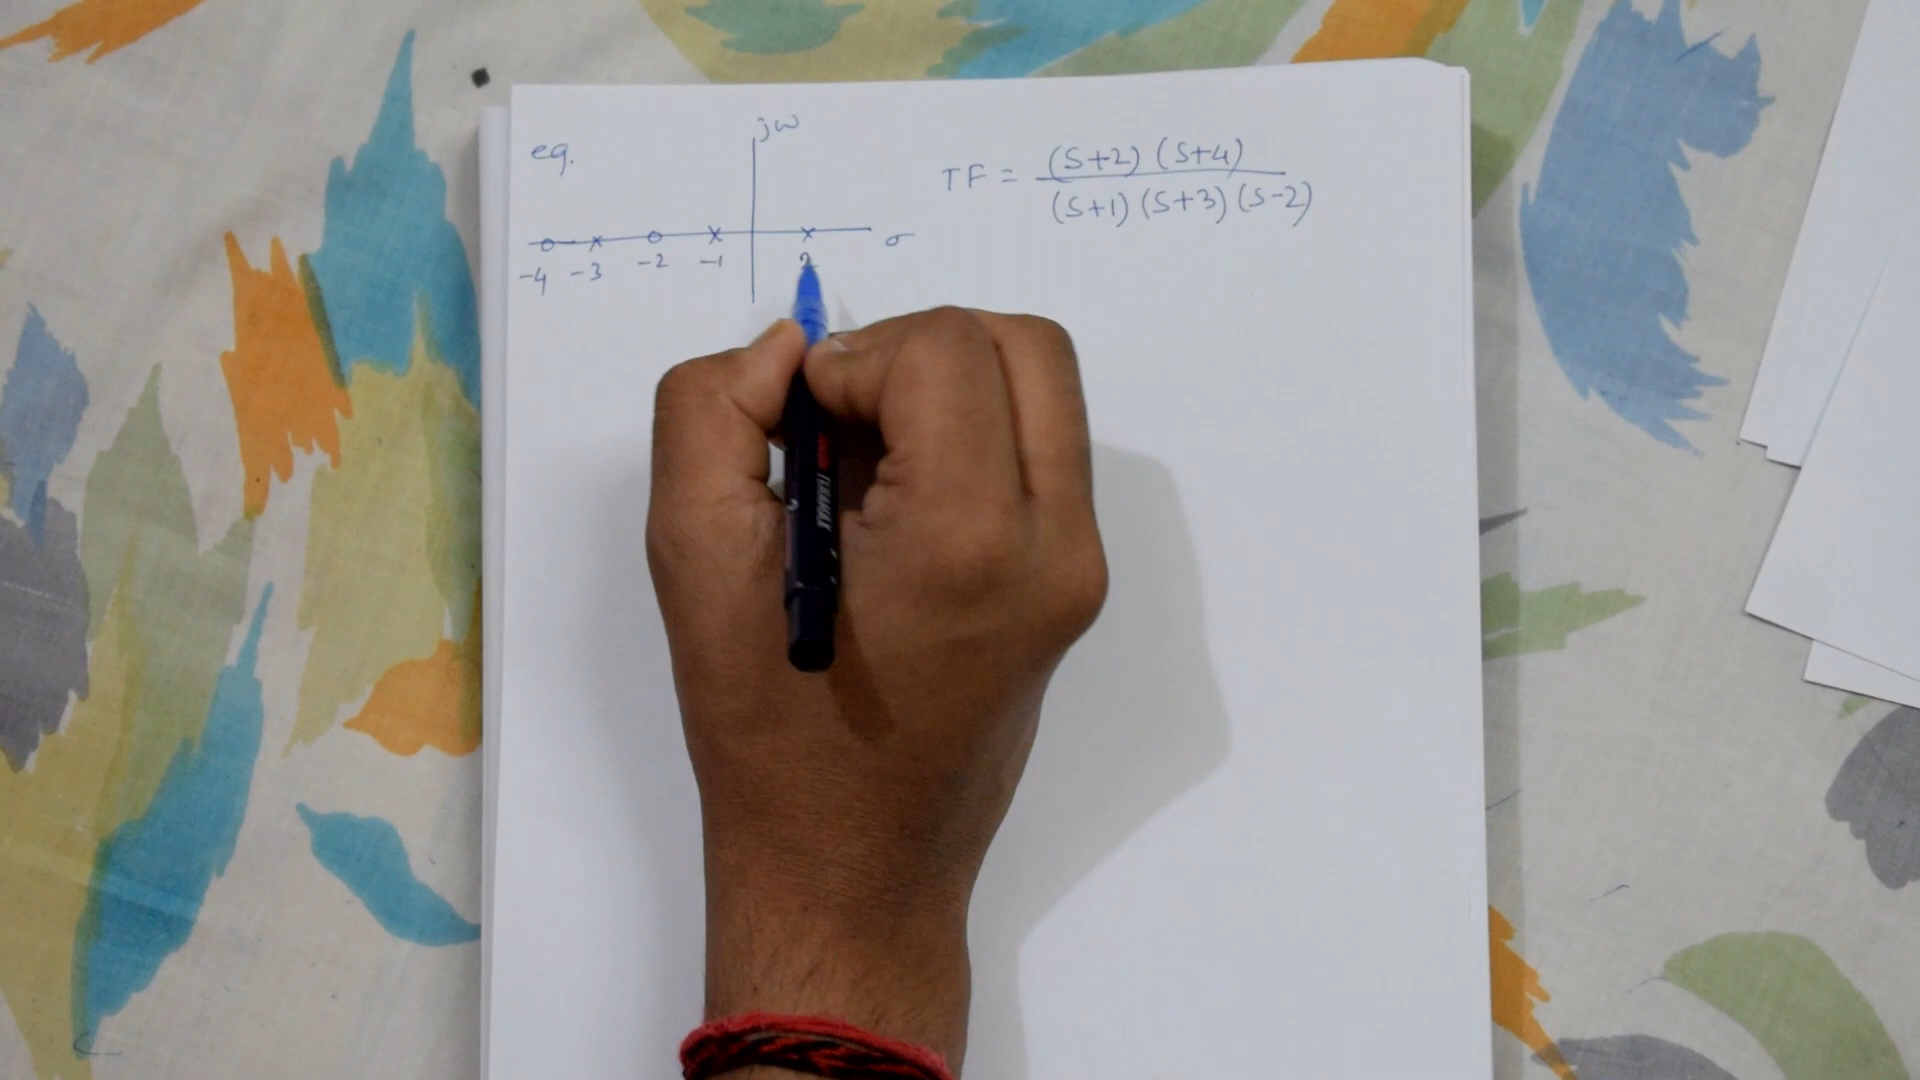 eg.
jω
TF = (S+2) (S+4)
(S+1) (S+3) (S-2)
σ
-4 -3 -2 -1 2